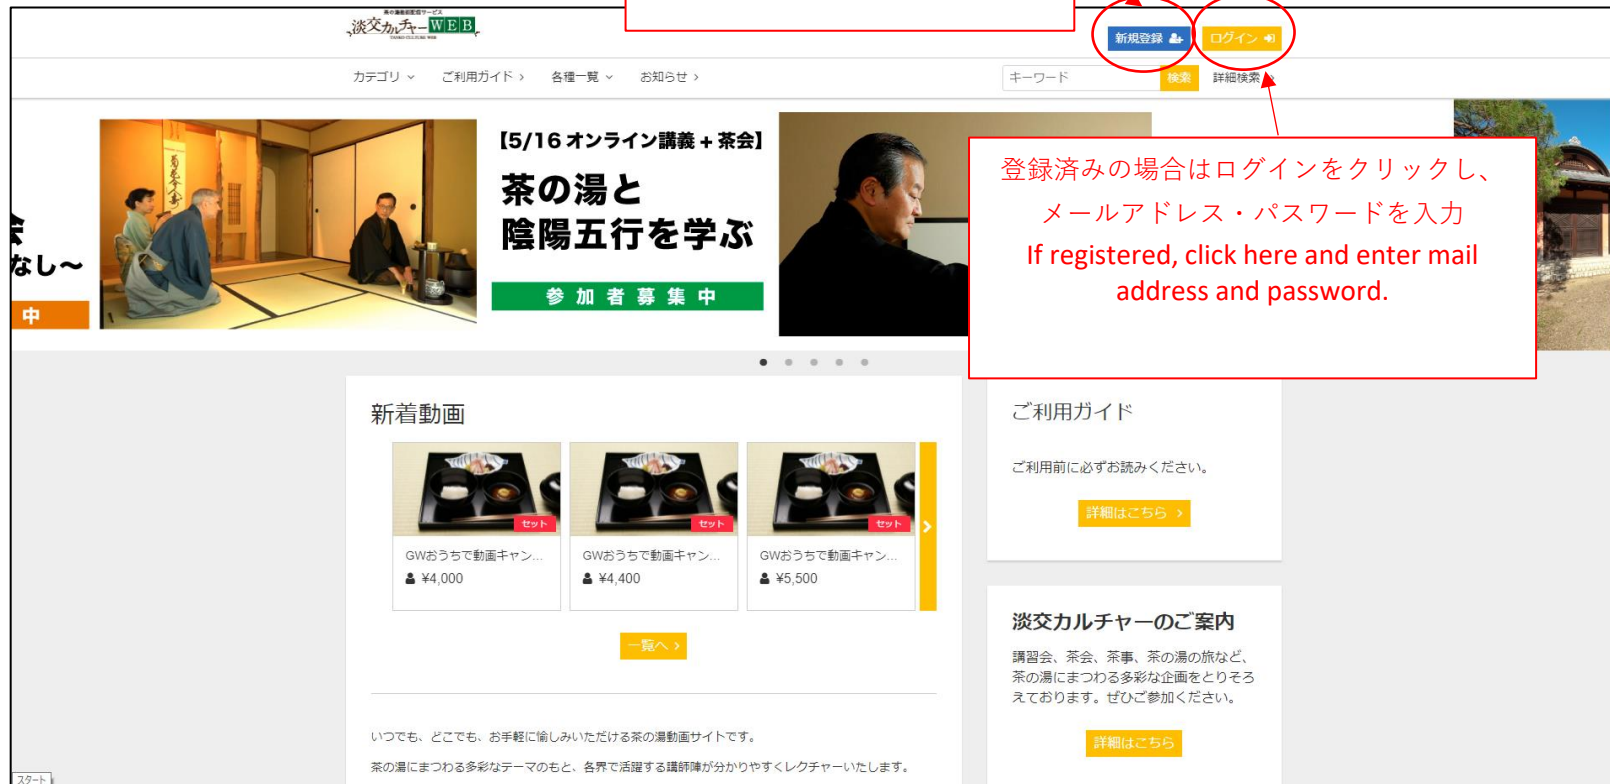 茶の湯動画配信サービス
淡交カルチャーWEB
TANKO CULTURE WEB
新規登録
ログイン
カテゴリ
ご利用ガイド
各種一覧
お知らせ
キーワード
検索
詳細検索
なし~
中
【5/16 オンライン講義 + 茶会】
茶の湯と
陰陽五行を学ぶ
参加者募集中
登録済みの場合はログインをクリックし、
メールアドレス・パスワードを入力
If registered, click here and enter mail
address and password.
新着動画
セット
GWおうちで動画キャン...
¥4,000
セット
GWおうちで動画キャン...
¥4,400
セット
GWおうちで動画キャン...
¥5,500
一覧へ
いつでも、どこでも、お手軽に愉しみいただける茶の湯動画サイトです。
茶の湯にまつわる多彩なテーマのもと、各界で活躍する講師陣が分かりやすくレクチャーいたします。
ご利用ガイド
ご利用前に必ずお読みください。
詳細はこちら
淡交カルチャーのご案内
講習会、茶会、茶事、茶の湯の旅など、
茶の湯にまつわる多彩な企画をとりそろ
えております。ぜひご参加ください。
詳細はこちら
スタート